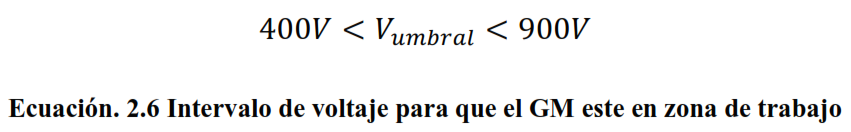 400V < V_umbral < 900V
Ecuación. 2.6 Intervalo de voltaje para que el GM este en zona de trabajo